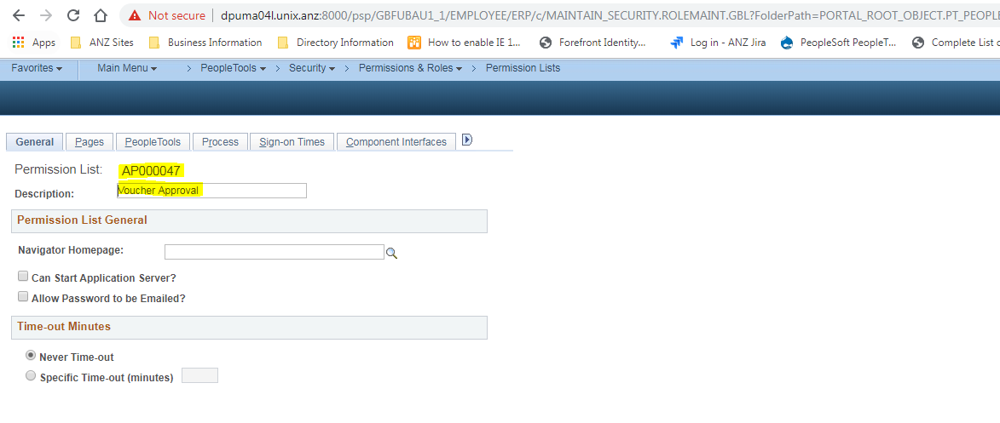 Not secure dpuma04l.unix.anz:8000/psp/GBFUBAU1_1/EMPLOYEE/ERP/c/MAINTAIN_SECURITY.ROLEMAINT.GBL?FolderPath=PORTAL_ROOT_OBJECT.PT_PEOPLE
Apps ANZ Sites Business Information Directory Information How to enable IE 1... Forefront Identity... Log in - ANZ Jira PeopleSoft PeopleT... Complete List o
Favorites Main Menu > PeopleTools > Security > Permissions & Roles > Permission Lists
General Pages PeopleTools Process Sign-on Times Component Interfaces
Permission List: AP000047
Description: Voucher Approval
Permission List General
Navigator Homepage:
Can Start Application Server?
Allow Password to be Emailed?
Time-out Minutes
Never Time-out
Specific Time-out (minutes)